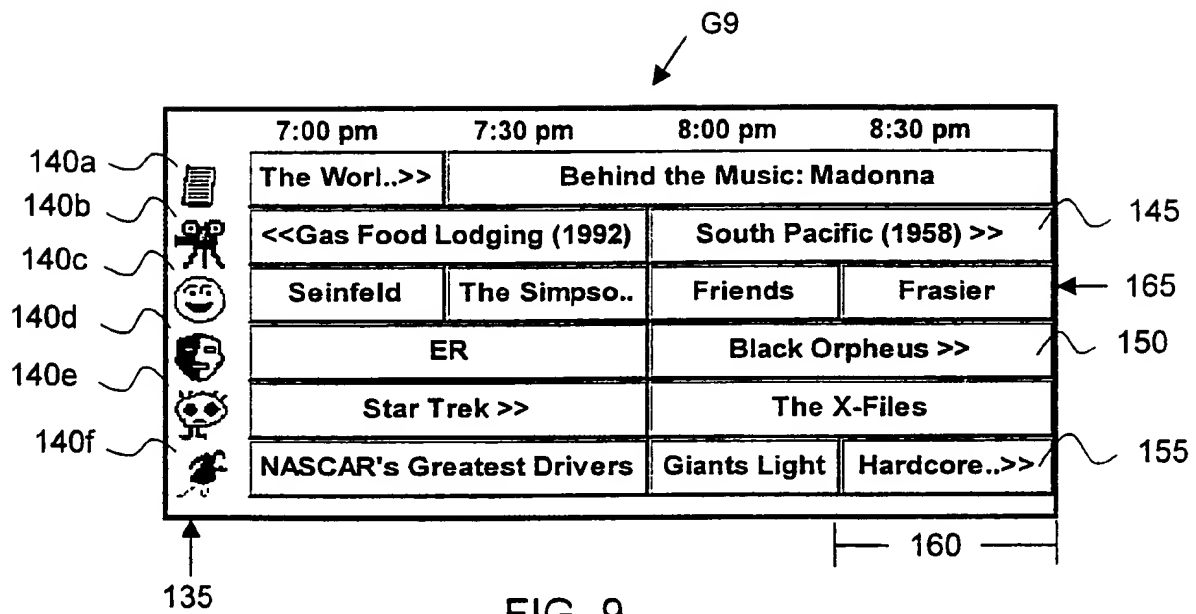 G9
7:00 pm 7:30 pm 8:00 pm 8:30 pm
140a The Worl..>> Behind the Music: Madonna
140b <<Gas Food Lodging (1992) South Pacific (1958) >> 145
140c Seinfeld The Simpso.. Friends Frasier 165
140d ER Black Orpheus >> 150
140e Star Trek >> The X-Files
140f NASCAR's Greatest Drivers Giants Light Hardcore..>> 155
160
135
FIG. 9